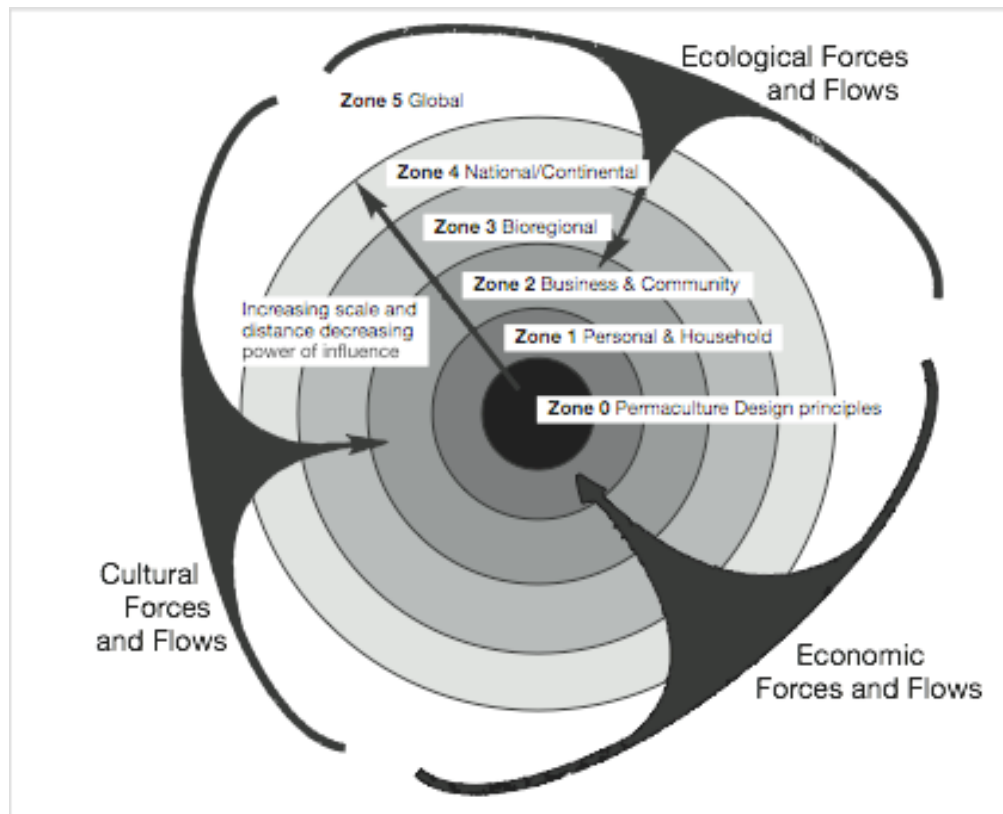 Ecological Forces
and Flows
Zone 5 Global
Zone 4 National/Continental
Zone 3 Bioregional
Zone 2 Business & Community
Increasing scale and
distance decreasing
power of influence
Zone 1 Personal & Household
Zone 0 Permaculture Design principles
Cultural
Forces
and Flows
Economic
Forces and Flows